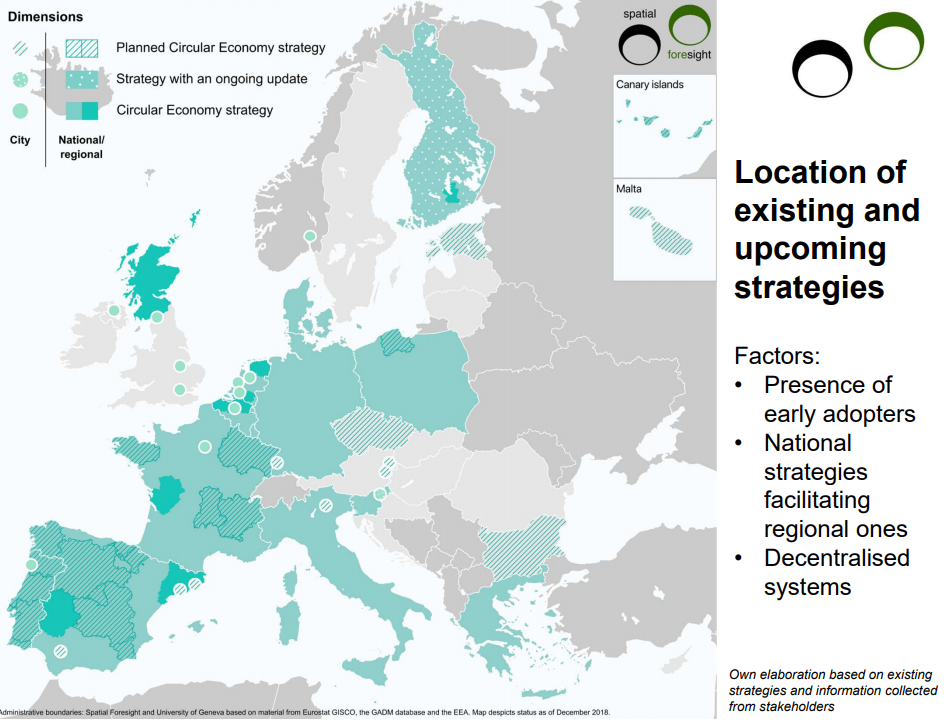 Dimensions
Planned Circular Economy strategy
Strategy with an ongoing update
Circular Economy strategy
City
National/
regional
spatial
foresight
Canary islands
Malta
Administrative boundaries: Spatial Foresight and University of Geneva based on material from Eurostat GISCO, the GADM database and the EEA. Map despicts status as of December 2018.
Location of
existing and
upcoming
strategies
Factors:
• Presence of
early adopters
• National
strategies
facilitating
regional ones
• Decentralised
systems
Own elaboration based on existing
strategies and information collected
from stakeholders